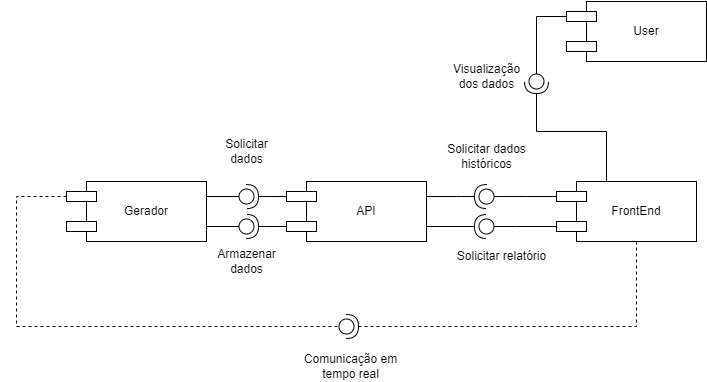 User
Visualização
dos dados
Solicitar
dados
Solicitar dados
históricos
Gerador
API
FrontEnd
Armazenar
dados
Solicitar relatório
Comunicação em
tempo real